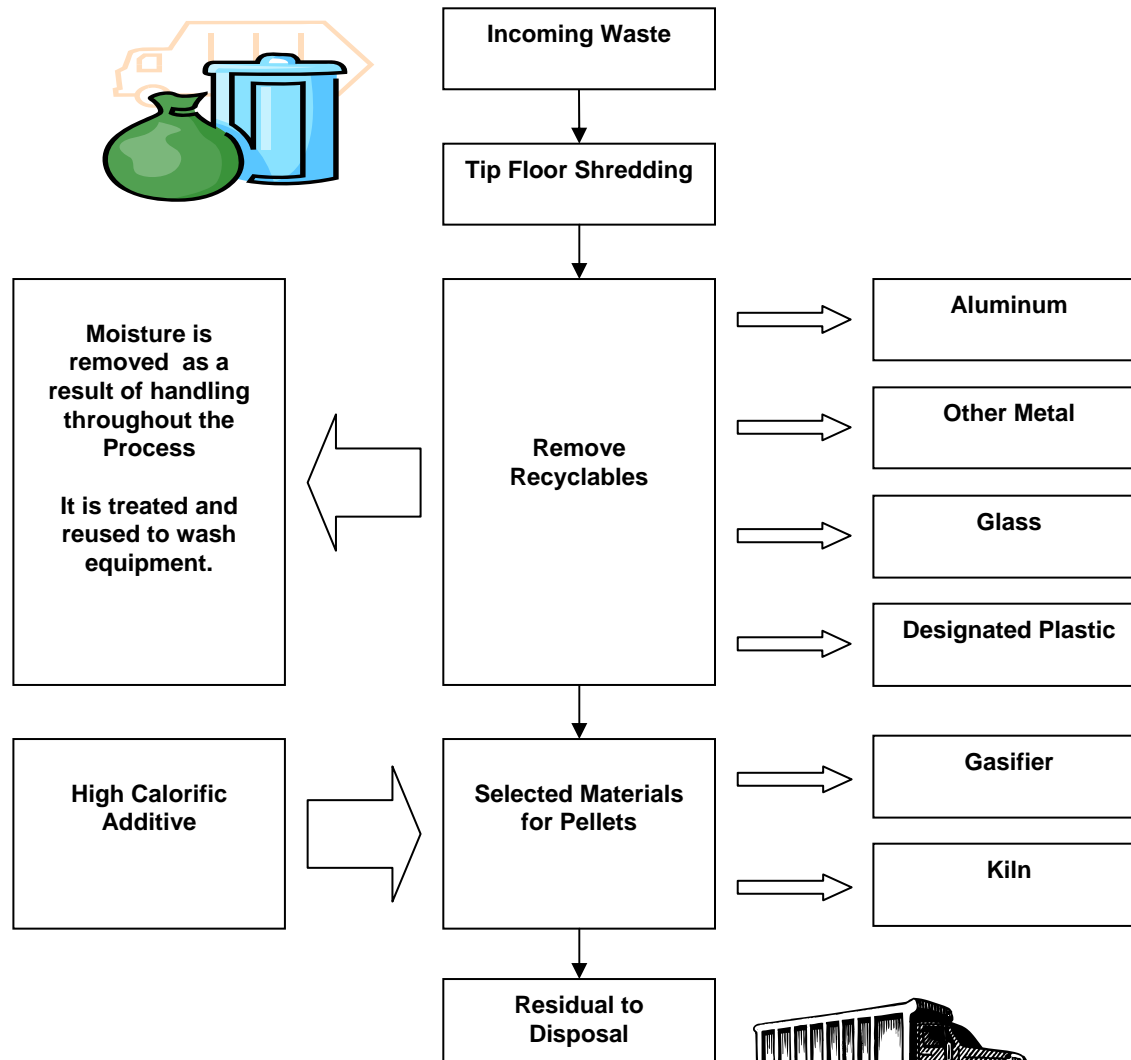 Incoming Waste
Tip Floor Shredding
Moisture is
removed as a
result of handling
throughout the
Process
It is treated and
reused to wash
equipment.
Remove
Recyclables
Aluminum
Other Metal
Glass
Designated Plastic
High Calorific
Additive
Selected Materials
for Pellets
Gasifier
Kiln
Residual to
Disposal